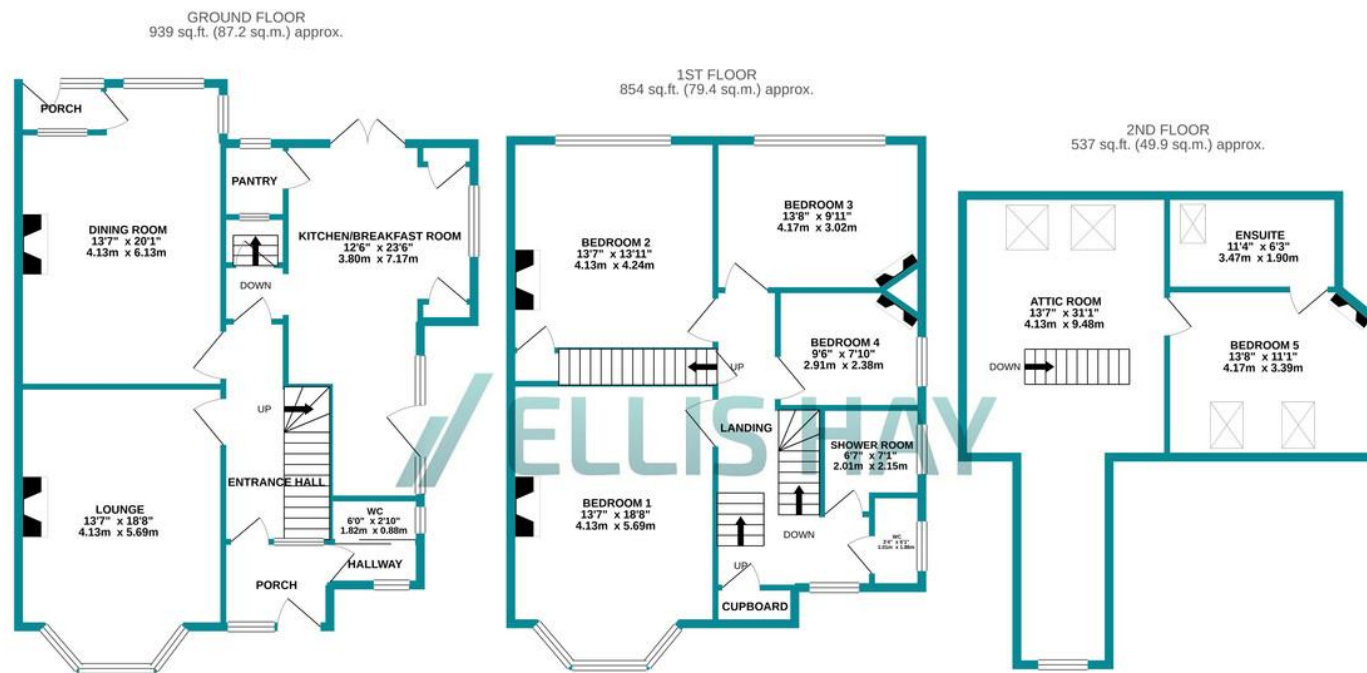 GROUND FLOOR
939 sq.ft. (87.2 sq.m.) approx.
PORCH
PANTRY
DINING ROOM
13'7" x 20'1"
4.13m x 6.13m
KITCHEN/BREAKFAST ROOM
12'6" x 23'6"
3.80m x 7.17m
DOWN
UP
ENTRANCE HALL
LOUNGE
13'7" x 18'8"
4.13m x 5.69m
WC
6'0" x 2'10"
1.82m x 0.88m
HALLWAY
PORCH
1ST FLOOR
854 sq.ft. (79.4 sq.m.) approx.
BEDROOM 2
13'7" x 13'11"
4.13m x 4.24m
BEDROOM 3
13'8" x 9'11"
4.17m x 3.02m
BEDROOM 4
9'6" x 7'10"
2.91m x 2.38m
UP
LANDING
SHOWER ROOM
6'7" x 7'1"
2.01m x 2.15m
BEDROOM 1
13'7" x 18'8"
4.13m x 5.69m
DOWN
WC
UP
CUPBOARD
2ND FLOOR
537 sq.ft. (49.9 sq.m.) approx.
ENSUITE
11'4" x 6'3"
3.47m x 1.90m
ATTIC ROOM
13'7" x 31'1"
4.13m x 9.48m
DOWN
BEDROOM 5
13'8" x 11'1"
4.17m x 3.39m
ELLIS HAY